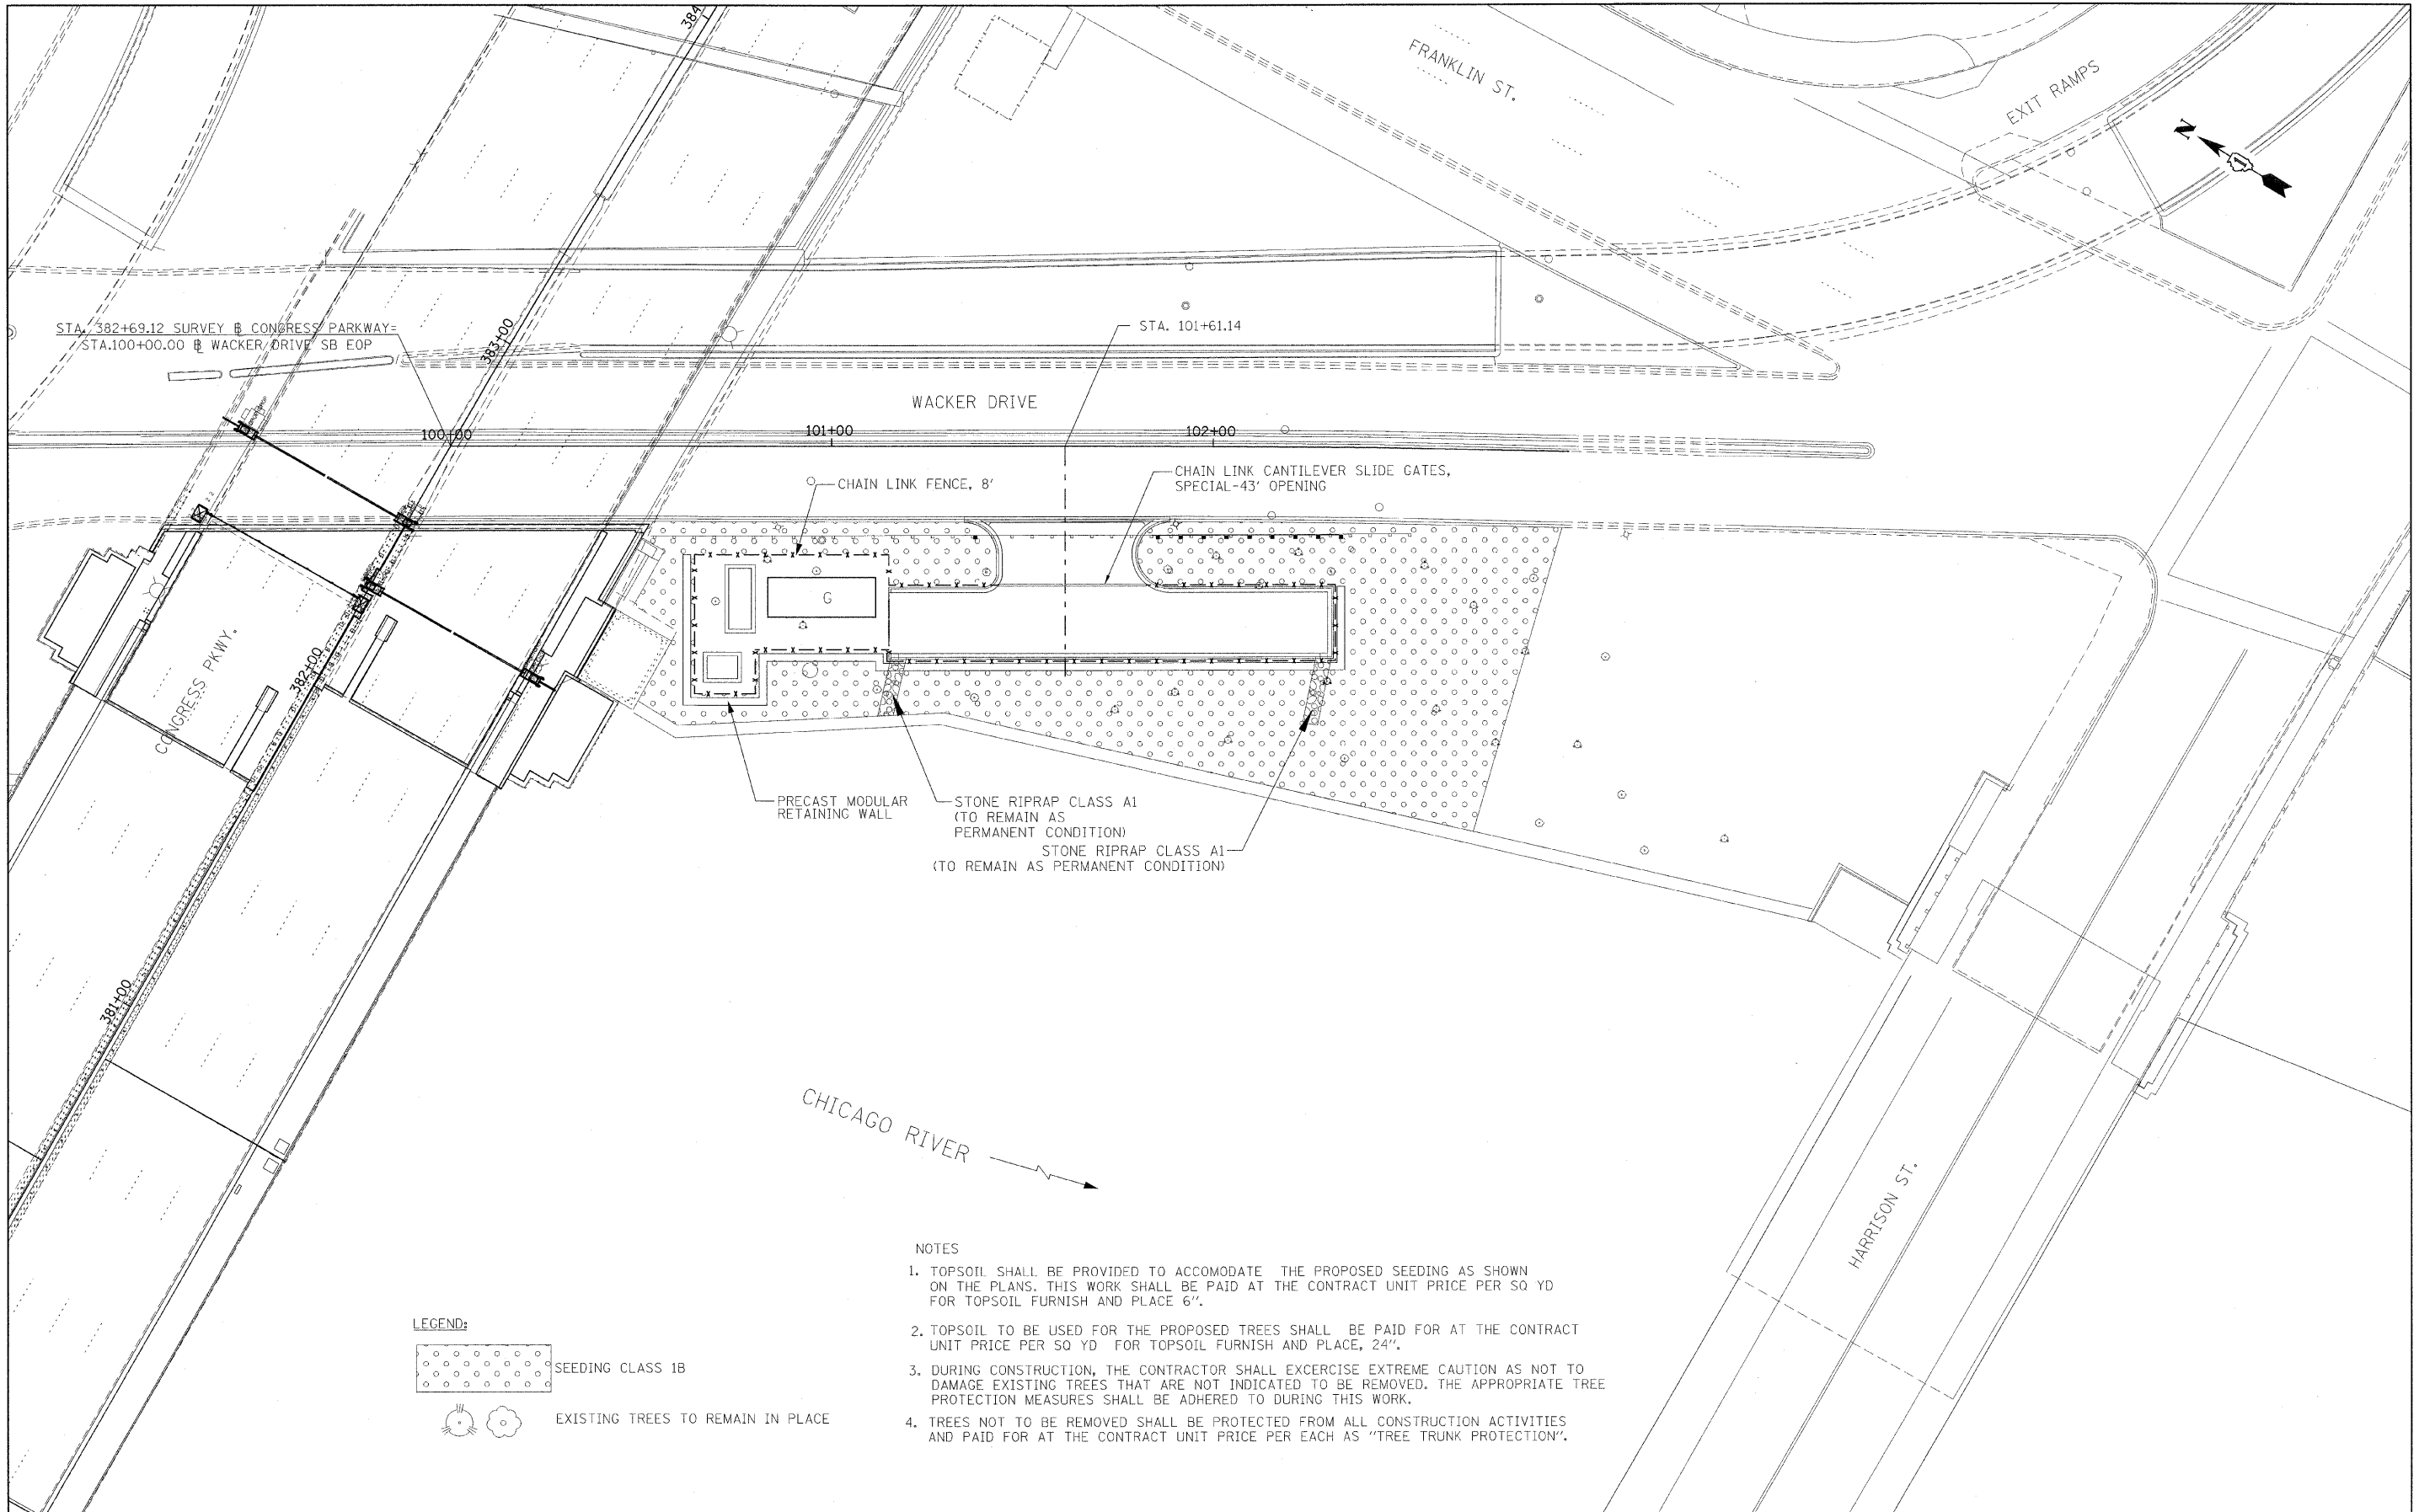 384
FRANKLIN ST.
EXIT RAMPS
N
STA. 382+69.12 SURVEY B CONGRESS PARKWAY=
STA.100+00.00 B WACKER DRIVE SB EOP
383+00
STA. 101+61.14
WACKER DRIVE
100+00
101+00
102+00
CHAIN LINK FENCE, 8'
CHAIN LINK CANTILEVER SLIDE GATES,
SPECIAL-43' OPENING
G
CONGRESS PKWY.
382+00
PRECAST MODULAR
RETAINING WALL
STONE RIPRAP CLASS A1
(TO REMAIN AS
PERMANENT CONDITION)
STONE RIPRAP CLASS A1
(TO REMAIN AS PERMANENT CONDITION)
381+00
CHICAGO RIVER
HARRISON ST.
NOTES
1. TOPSOIL SHALL BE PROVIDED TO ACCOMODATE THE PROPOSED SEEDING AS SHOWN
ON THE PLANS. THIS WORK SHALL BE PAID AT THE CONTRACT UNIT PRICE PER SQ YD
FOR TOPSOIL FURNISH AND PLACE 6".
2. TOPSOIL TO BE USED FOR THE PROPOSED TREES SHALL BE PAID FOR AT THE CONTRACT
UNIT PRICE PER SQ YD FOR TOPSOIL FURNISH AND PLACE, 24".
3. DURING CONSTRUCTION, THE CONTRACTOR SHALL EXCERCISE EXTREME CAUTION AS NOT TO
DAMAGE EXISTING TREES THAT ARE NOT INDICATED TO BE REMOVED. THE APPROPRIATE TREE
PROTECTION MEASURES SHALL BE ADHERED TO DURING THIS WORK.
4. TREES NOT TO BE REMOVED SHALL BE PROTECTED FROM ALL CONSTRUCTION ACTIVITIES
AND PAID FOR AT THE CONTRACT UNIT PRICE PER EACH AS "TREE TRUNK PROTECTION".
LEGEND:
SEEDING CLASS 1B
EXISTING TREES TO REMAIN IN PLACE